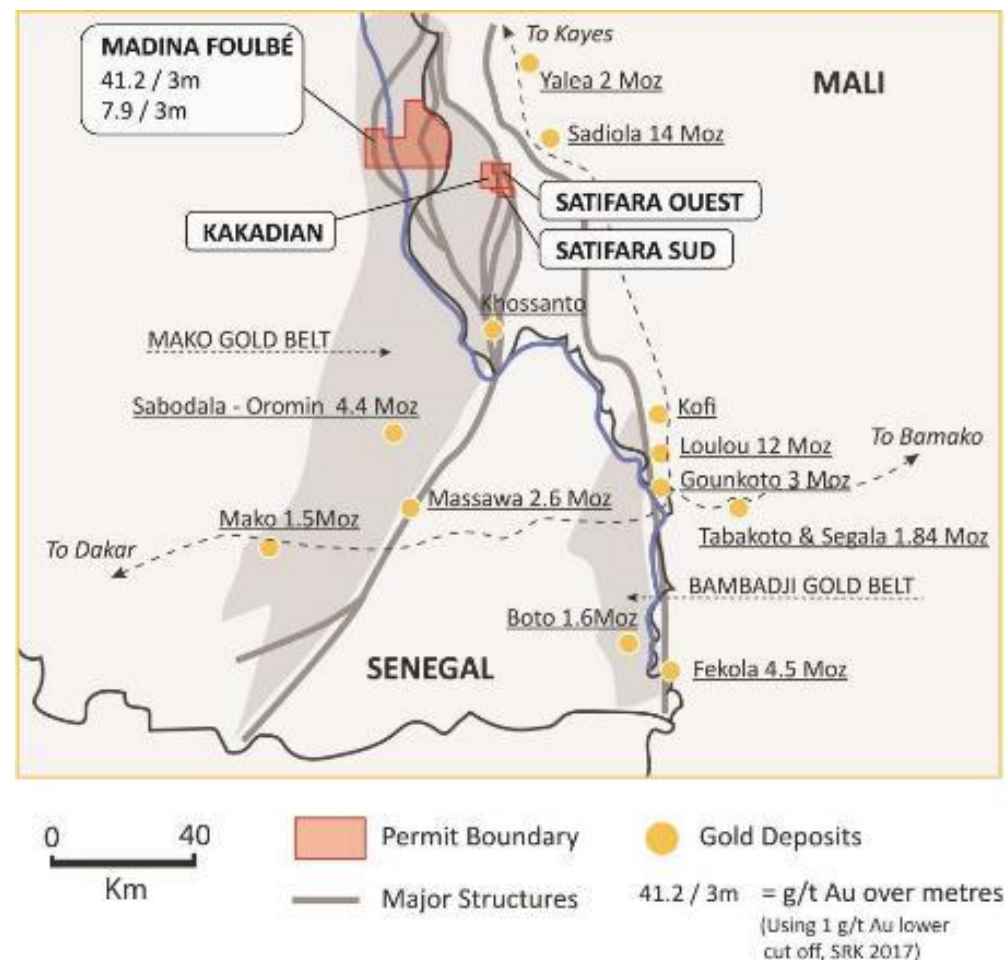 MADINA FOULBÉ
41.2 / 3m
7.9 / 3m
To Kayes
Yalea 2 Moz
MALI
Sadiola 14 Moz
SATIFARA OUEST
KAKADIAN
SATIFARA SUD
Khossanto
MAKO GOLD BELT
Sabodala - Oromin 4.4 Moz
Kofi
To Bamako
Loulou 12 Moz
Gounkoto 3 Moz
Massawa 2.6 Moz
Mako 1.5Moz
Tabakoto & Segala 1.84 Moz
To Dakar
BAMBADJI GOLD BELT
Boto 1.6Moz
SENEGAL
Fekola 4.5 Moz
0 40
Km
Permit Boundary
Gold Deposits
Major Structures
41.2 / 3m = g/t Au over metres
(Using 1 g/t Au lower
cut off, SRK 2017)